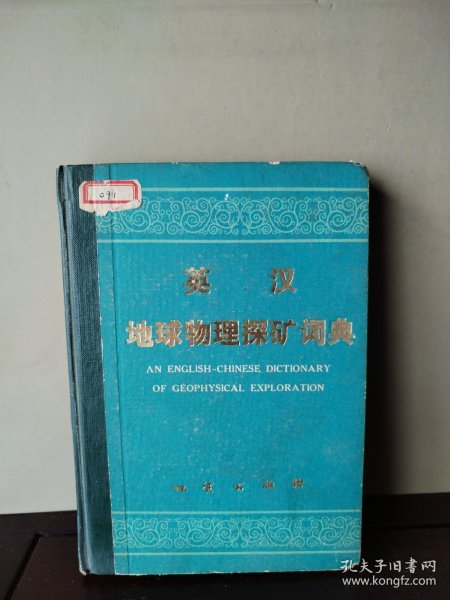 091
英 汉
地球物理探矿词典
AN ENGLISH-CHINESE DICTIONARY
OF GEOPHYSICAL EXPLORATION
地质出版社
孔夫子旧书网
www.kongfz.com